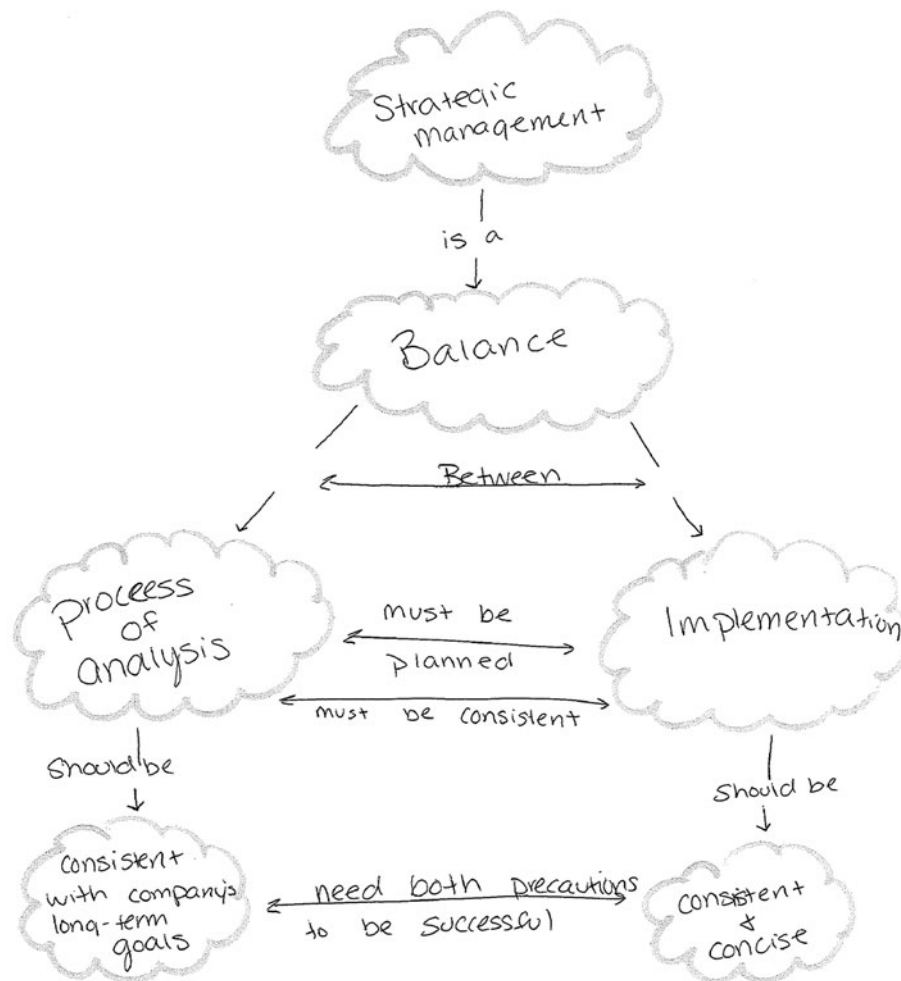 Strategic
management
is a
Balance
Between
Proceess
of
analysis
Implementation
must be
planned
must be consistent
should be
should be
consistent
with company's
long-term
goals
need both precautions
to be successful
consistent
+
concise